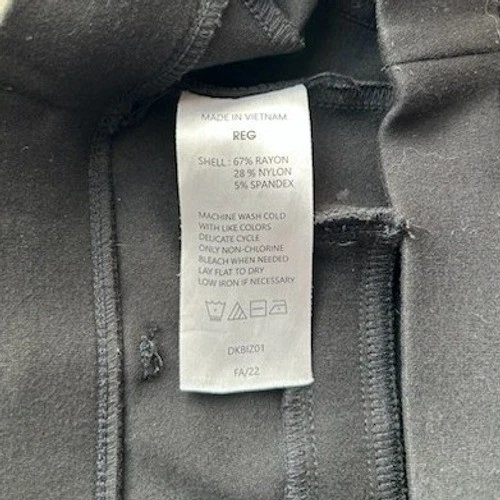 MADE IN VIETNAM
REG
SHELL: 67% RAYON
28% NYLON
5% SPANDEX
MACHINE WASH COLD
WITH LIKE COLORS
DELICATE CYCLE
ONLY NON-CHLORINE
BLEACH WHEN NEEDED
LAY FLAT TO DRY
LOW IRON IF NECESSARY
DKBIZ01
FA/22